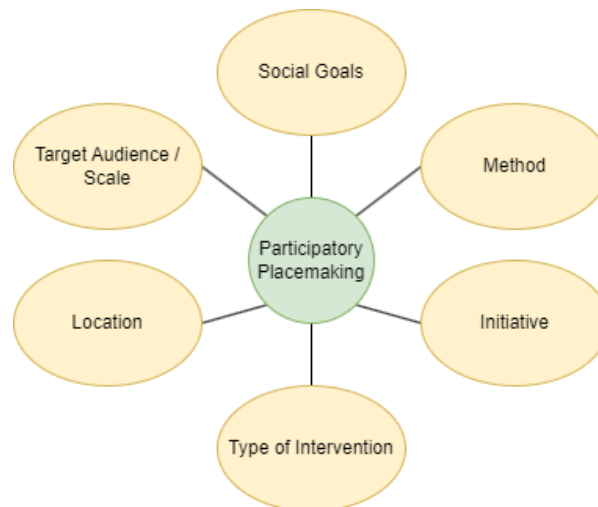 Social Goals
Target Audience /
Scale
Method
Participatory
Placemaking
Location
Initiative
Type of Intervention